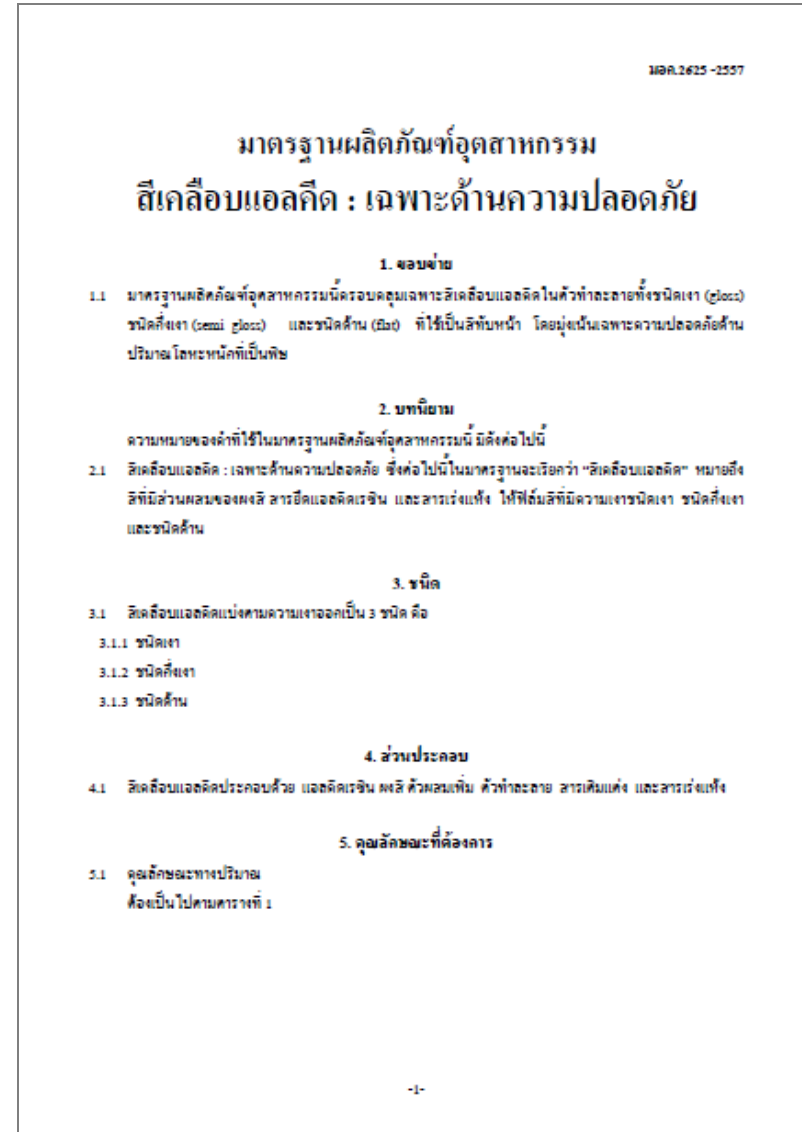 มอก.2625 -2557
มาตรฐานผลิตภัณฑ์อุตสาหกรรม
สีเคลือบแอลคีด : เฉพาะด้านความปลอดภัย
1. ขอบข่าย
1.1 มาตรฐานผลิตภัณฑ์อุตสาหกรรมนี้ครอบคลุมเฉพาะสีเคลือบแอลคีดในตัวทำละลายทั้งชนิดเงา (gloss)
ชนิดกึ่งเงา (semi gloss) และชนิดด้าน (flat) ที่ใช้เป็นสีทับหน้า โดยมุ่งเน้นเฉพาะความปลอดภัยด้าน
ปริมาณโลหะหนักที่เป็นพิษ
2. บทนิยาม
ความหมายของคำที่ใช้ในมาตรฐานผลิตภัณฑ์อุตสาหกรรมนี้ มีดังต่อไปนี้
2.1 สีเคลือบแอลคีด : เฉพาะด้านความปลอดภัย ซึ่งต่อไปนี้ในมาตรฐานจะเรียกว่า “สีเคลือบแอลคีด” หมายถึง
สีที่มีส่วนผสมของผงสี สารยึดแอลคีดเรซิน และสารเร่งแห้ง ให้ฟิล์มสีที่มีความเงาชนิดเงา ชนิดกึ่งเงา
และชนิดด้าน
3. ชนิด
3.1 สีเคลือบแอลคีดแบ่งตามความเงาออกเป็น 3 ชนิด คือ
3.1.1 ชนิดเงา
3.1.2 ชนิดกึ่งเงา
3.1.3 ชนิดด้าน
4. ส่วนประกอบ
4.1 สีเคลือบแอลคีดประกอบด้วย แอลคีดเรซิน ผงสี ตัวผสมเพิ่ม ตัวทำละลาย สารเติมแต่ง และสารเร่งแห้ง
5. คุณลักษณะที่ต้องการ
5.1 คุณลักษณะทางปริมาณ
ต้องเป็นไปตามตารางที่ 1
-1-